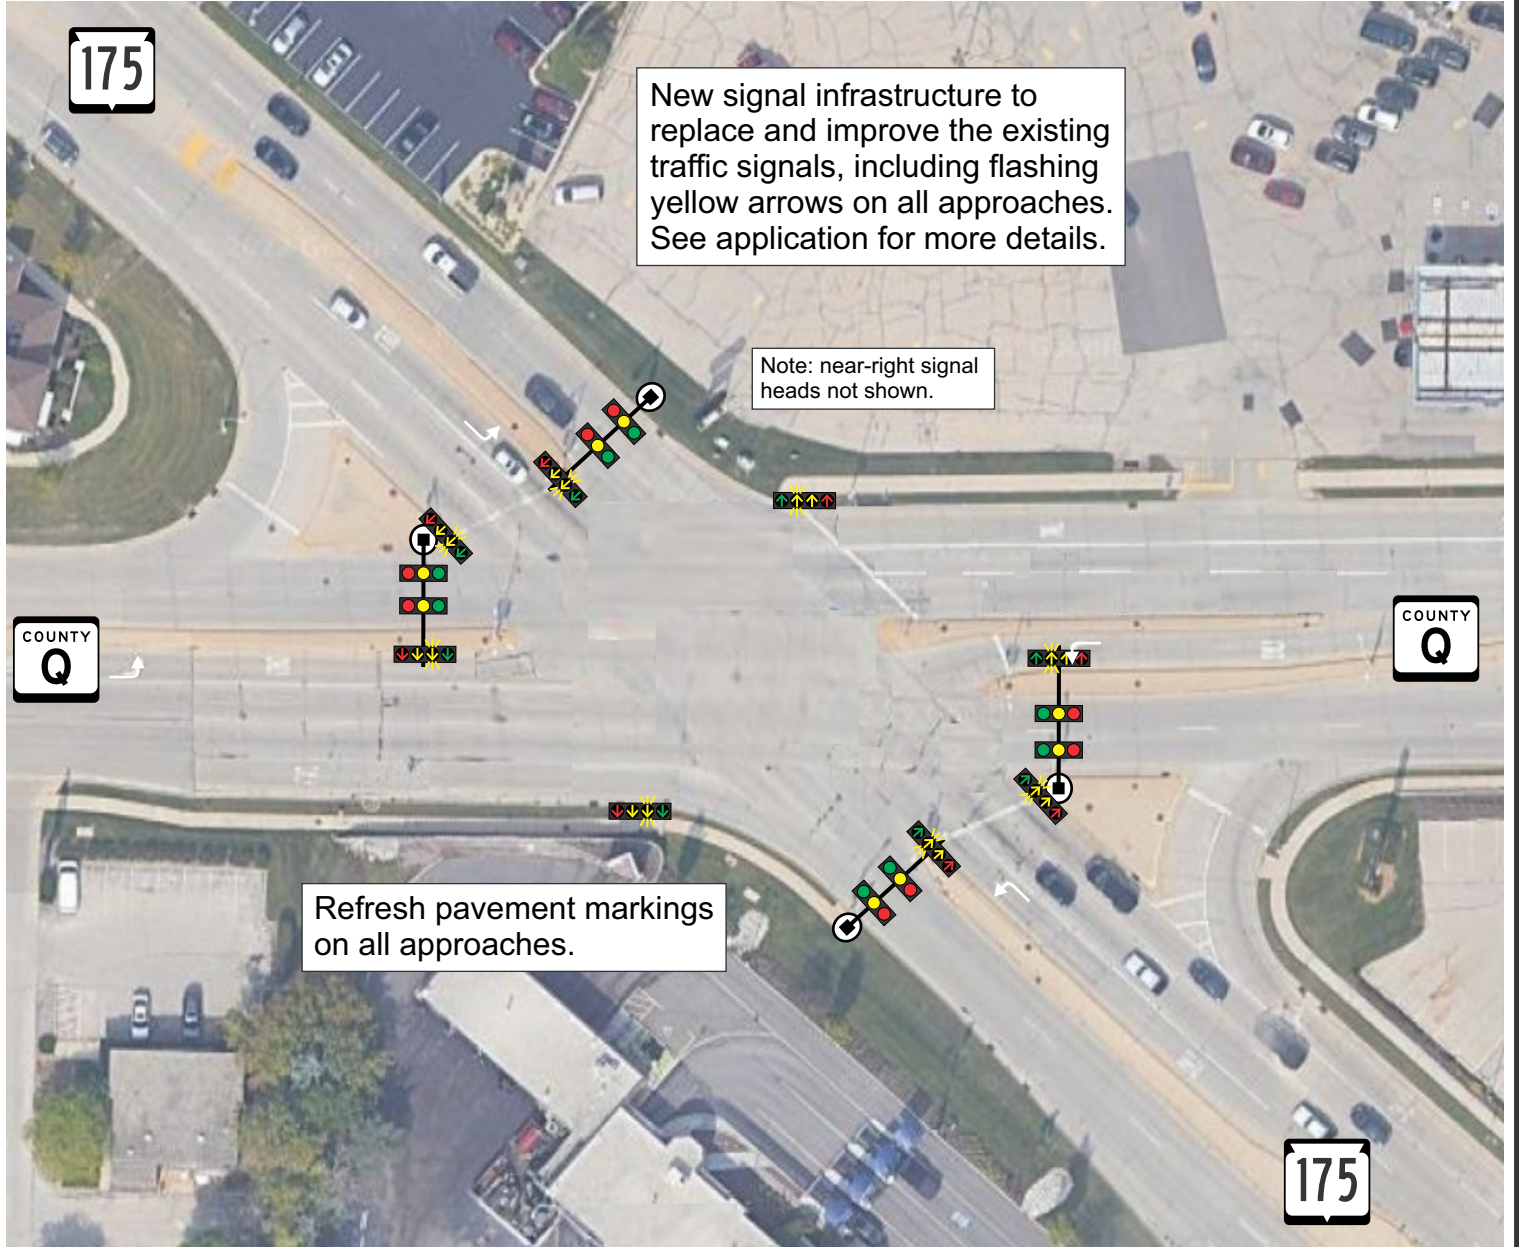 175
New signal infrastructure to
replace and improve the existing
traffic signals, including flashing
yellow arrows on all approaches.
See application for more details.
Note: near-right signal
heads not shown.
COUNTY
Q
COUNTY
Q
Refresh pavement markings
on all approaches.
175